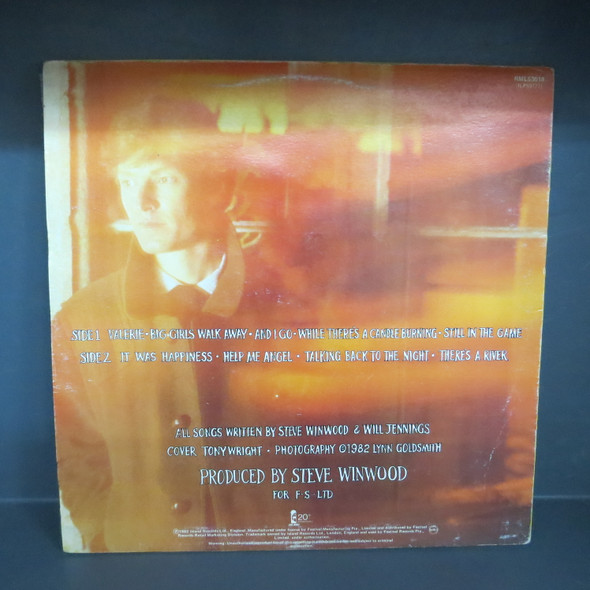 SIDE 1 VALERIE • BIG GIRLS WALK AWAY • AND I GO • WHILE THERE'S A CANDLE BURNING • STILL IN THE GAME
SIDE 2 IT WAS HAPPINESS • HELP ME ANGEL • TALKING BACK TO THE NIGHT • THERE'S A RIVER
ALL SONGS WRITTEN BY STEVE WINWOOD & WILL JENNINGS
COVER TONY WRIGHT • PHOTOGRAPHY ©1982 LYNN GOLDSMITH
PRODUCED BY STEVE WINWOOD
FOR F·S·LTD
20